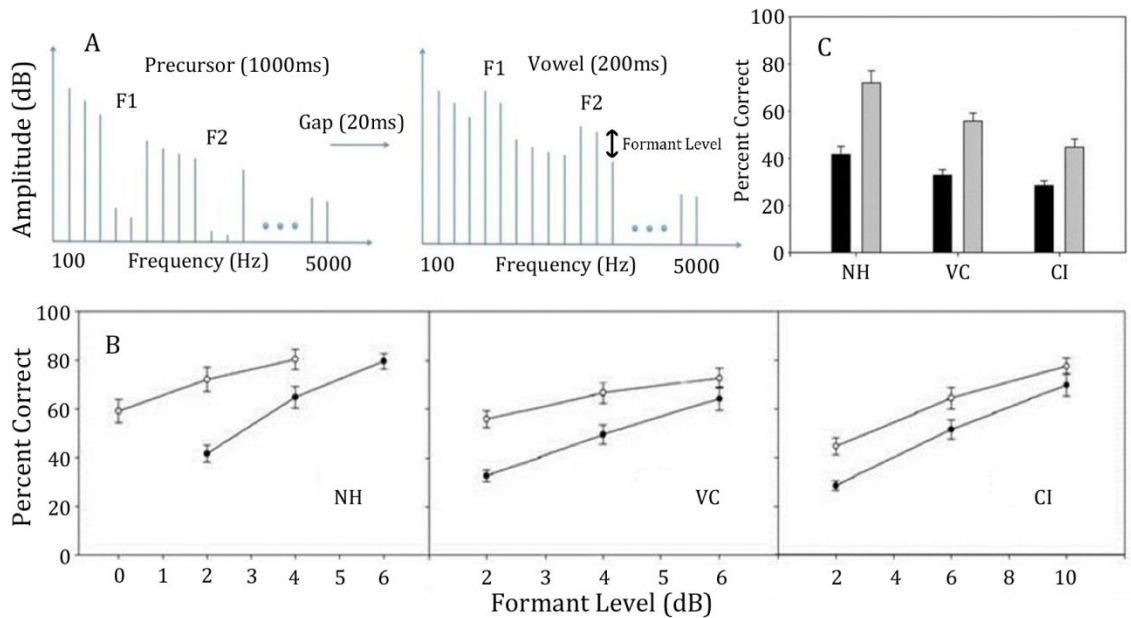 A
Amplitude (dB)
Precursor (1000ms)
F1
F2
100
Frequency (Hz)
5000
Gap (20ms)
Vowel (200ms)
F1
F2
Formant Level
100
Frequency (Hz)
5000
C
Percent Correct
100
80
60
40
20
0
NH
VC
CI
B
Percent Correct
100
80
60
40
20
0
NH
VC
CI
0 1 2 3 4 5 6
2 3 4 5 6
2 4 6 8 10
Formant Level (dB)